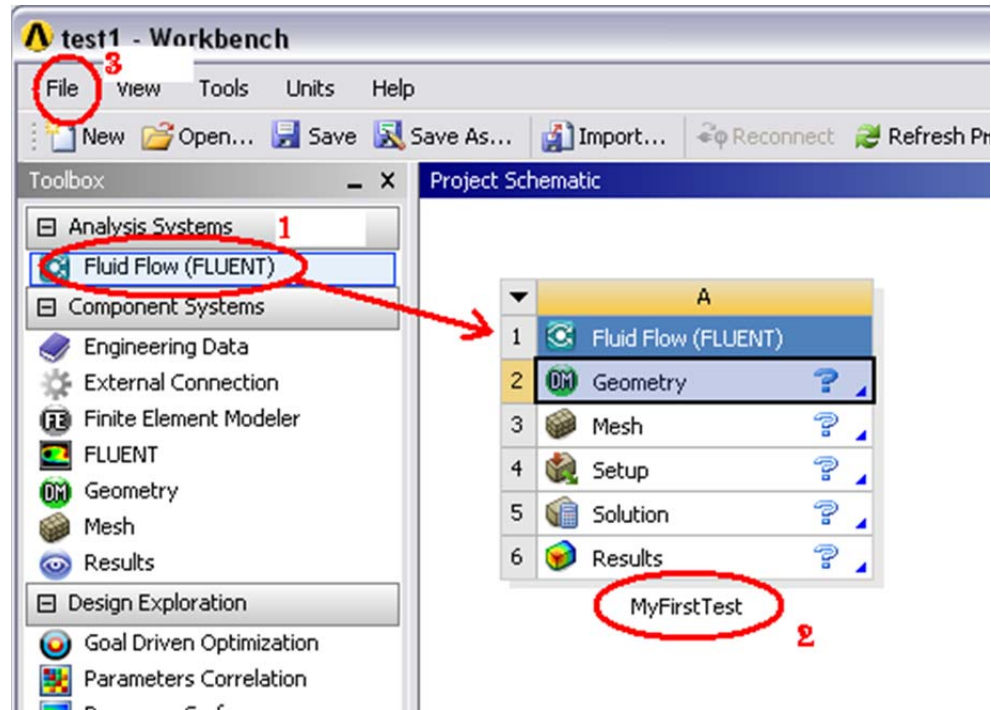 test1 - Workbench
3
File View Tools Units Help
New Open... Save Save As... Import... Reconnect Refresh
Toolbox
Project Schematic
Analysis Systems 1
Fluid Flow (FLUENT)
Component Systems
Engineering Data
External Connection
Finite Element Modeler
FLUENT
Geometry
Mesh
Results
Design Exploration
Goal Driven Optimization
Parameters Correlation
A
1 Fluid Flow (FLUENT)
2 DM Geometry ?
3 Mesh ?
4 Setup ?
5 Solution ?
6 Results ?
MyFirstTest
2